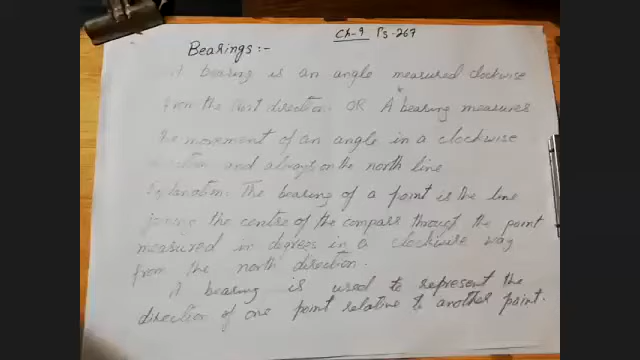 Ch-9 Pg-267
Bearings:-
A bearing is an angle measured clockwise
from the direction. OR A bearing measures
the movement of an angle in a clockwise
and always on the north line
Explanation: The bearing of a point is the line
joining the centre of the compass through the point
measured in degrees in a clockwise way
from the north direction.
A bearing is used to represent the
direction of one point relative to another point.